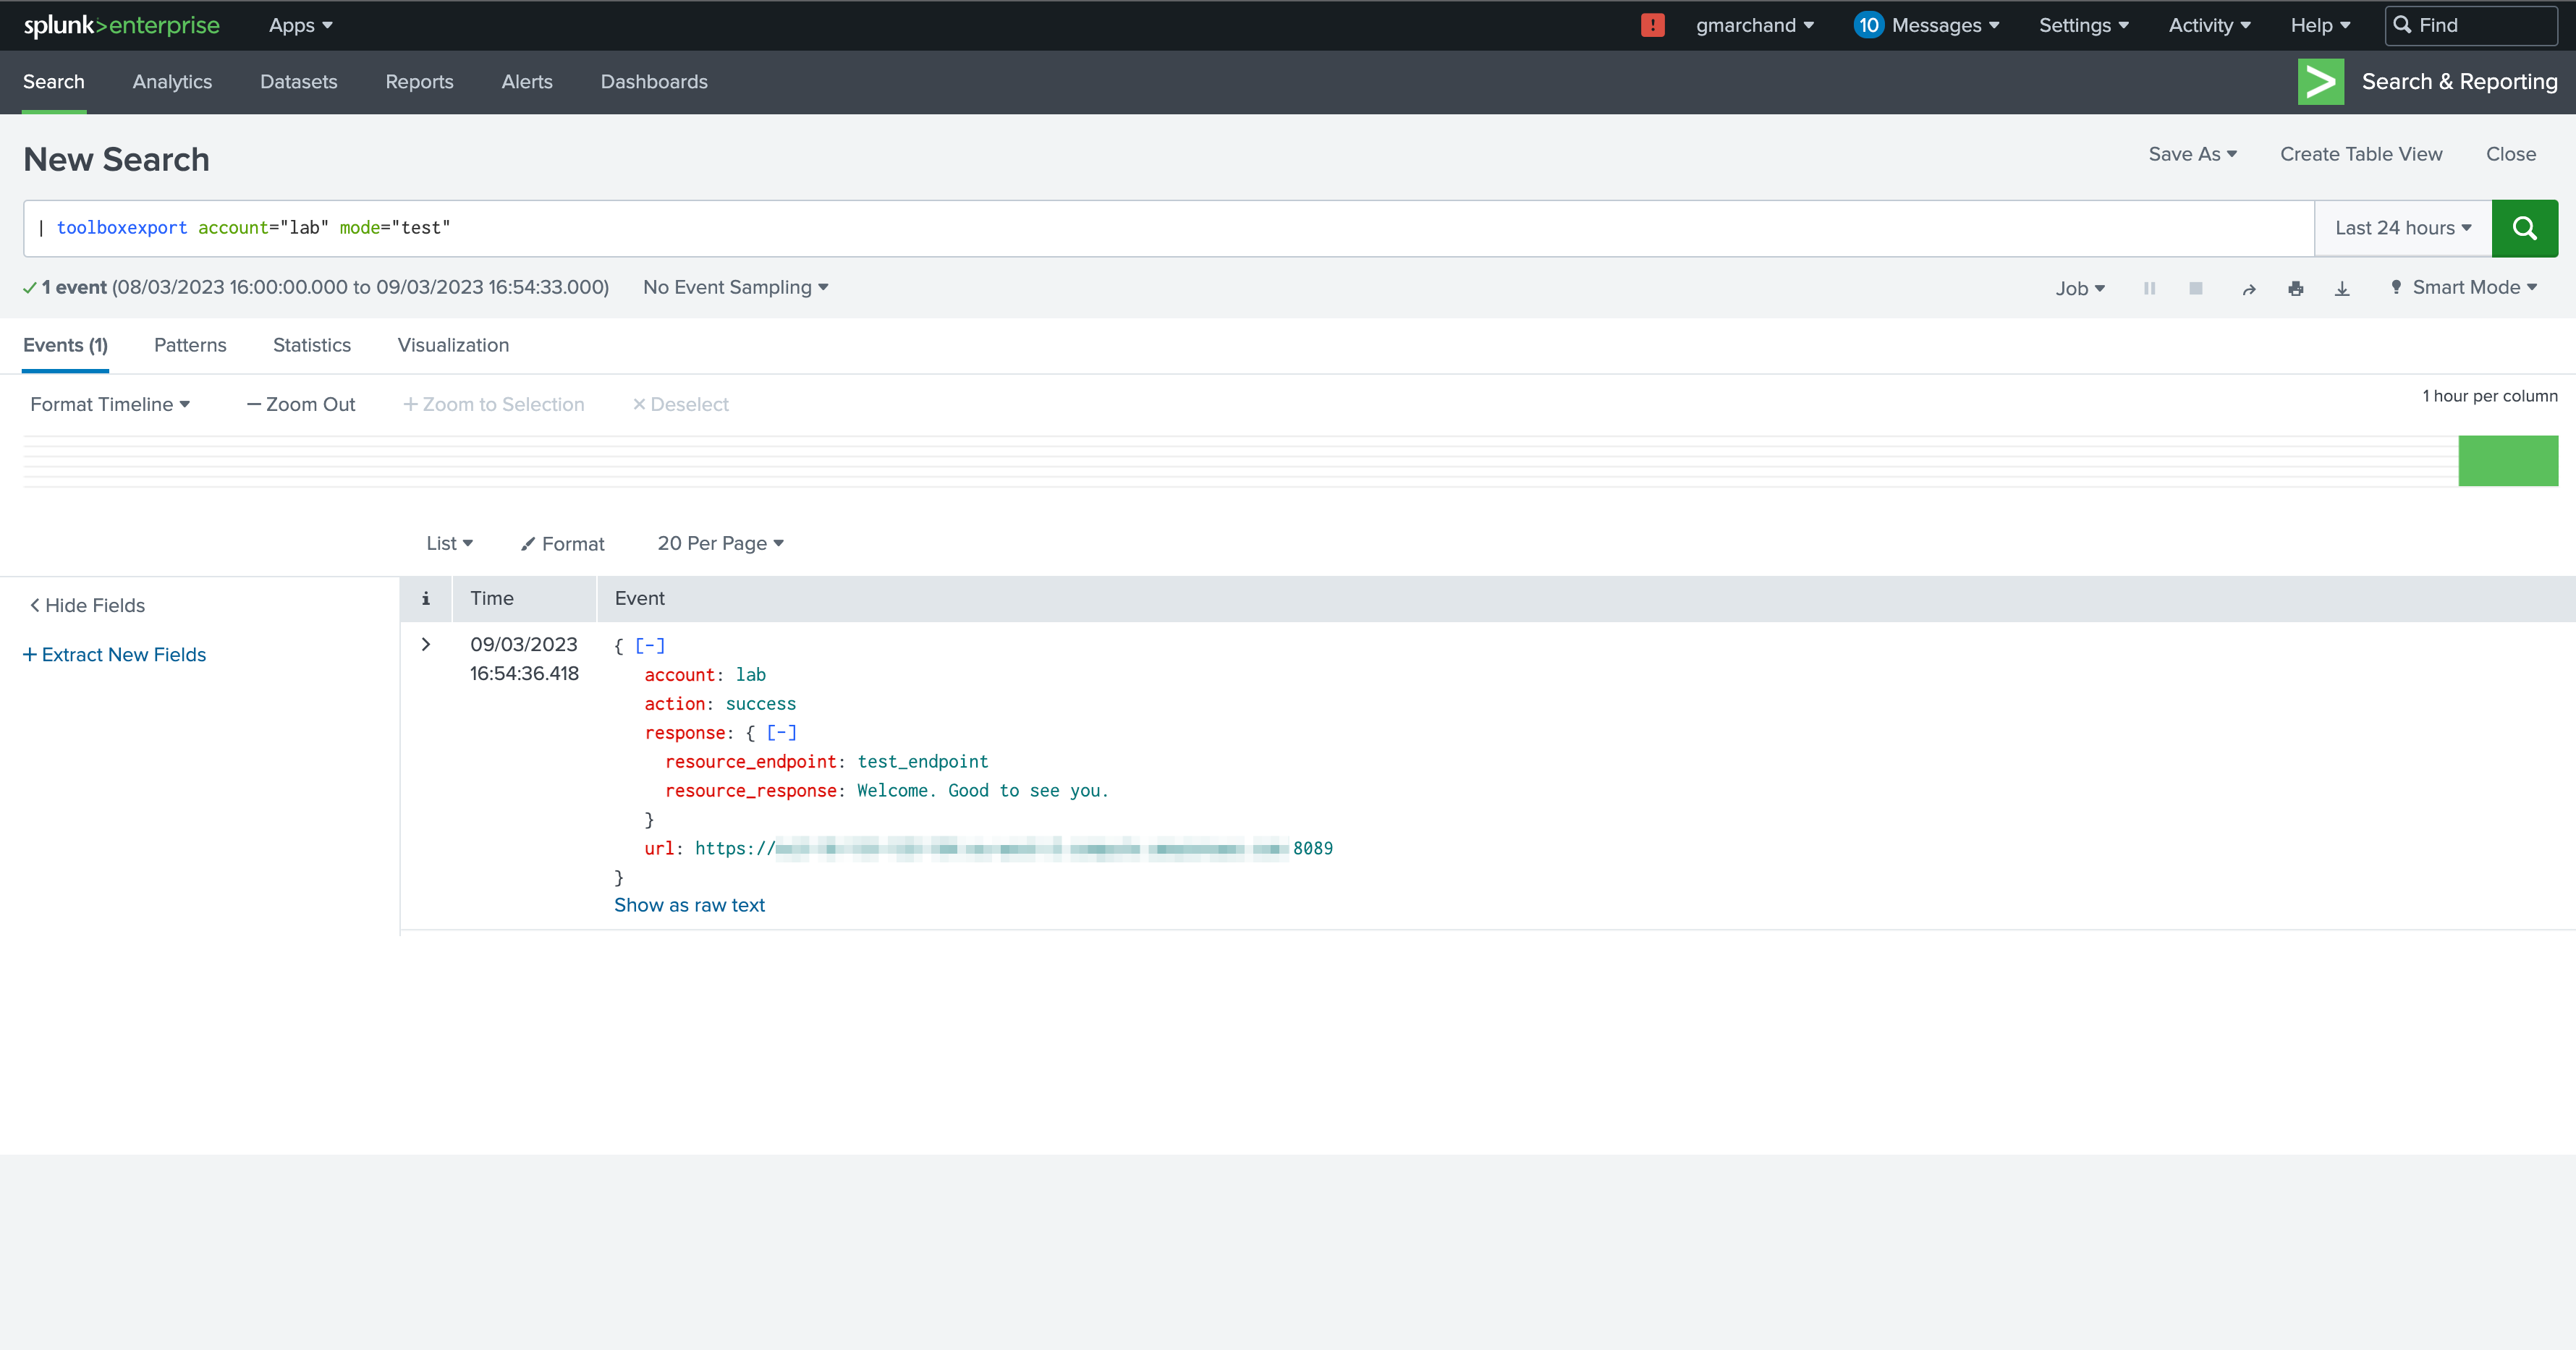 splunk>enterprise Apps ! gmarchand 10 Messages Settings Activity Help Find
Search Analytics Datasets Reports Alerts Dashboards > Search & Reporting
New Search Save As Create Table View Close
| toolboxexport account="lab" mode="test" Last 24 hours
1 event (08/03/2023 16:00:00.000 to 09/03/2023 16:54:33.000) No Event Sampling Job Smart Mode
Events (1) Patterns Statistics Visualization
Format Timeline — Zoom Out + Zoom to Selection × Deselect 1 hour per column
List Format 20 Per Page
< Hide Fields i Time Event
+ Extract New Fields > 09/03/2023 { [-]
16:54:36.418 account: lab
action: success
response: { [-]
resource_endpoint: test_endpoint
resource_response: Welcome. Good to see you.
}
url: https:// 8089
}
Show as raw text